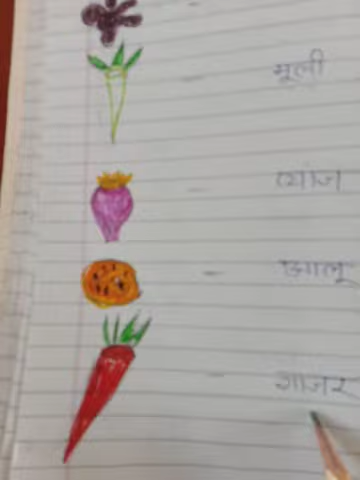 मूली
प्याज
आलू
गाजर